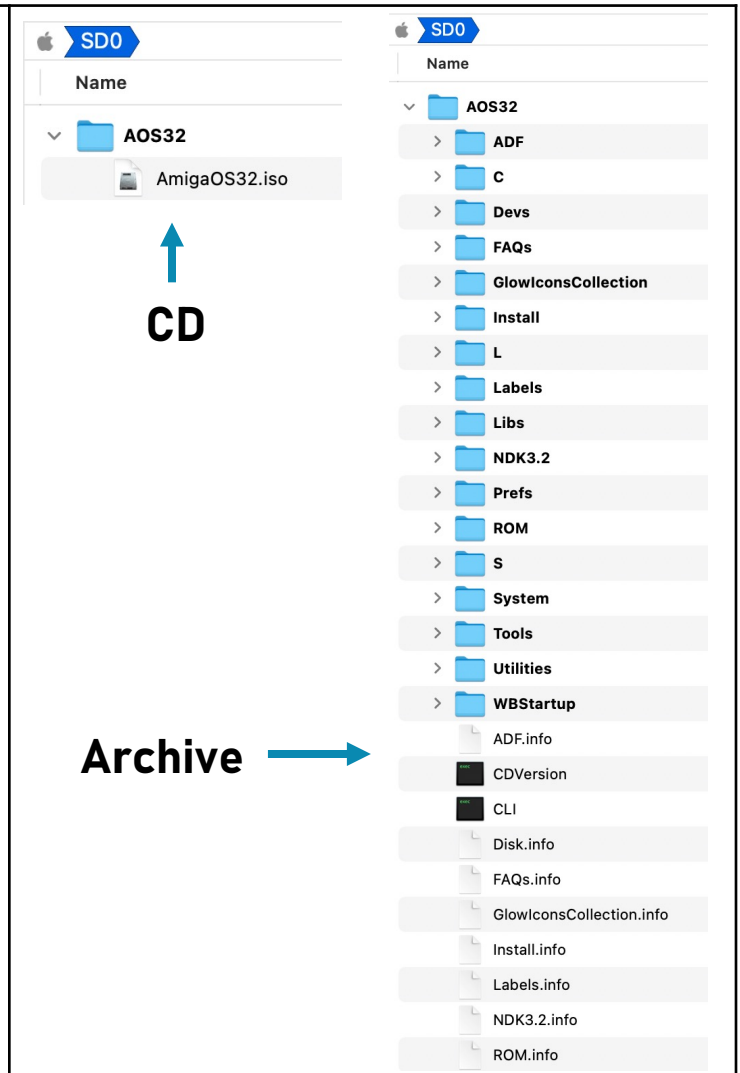 SD0
Name
AOS32
AmigaOS32.iso
CD
SD0
Name
AOS32
ADF
C
Devs
FAQs
GlowIconsCollection
Install
L
Labels
Libs
NDK3.2
Prefs
ROM
S
System
Tools
Utilities
WBStartup
Archive
ADF.info
CDVersion
CLI
Disk.info
FAQs.info
GlowIconsCollection.info
Install.info
Labels.info
NDK3.2.info
ROM.info